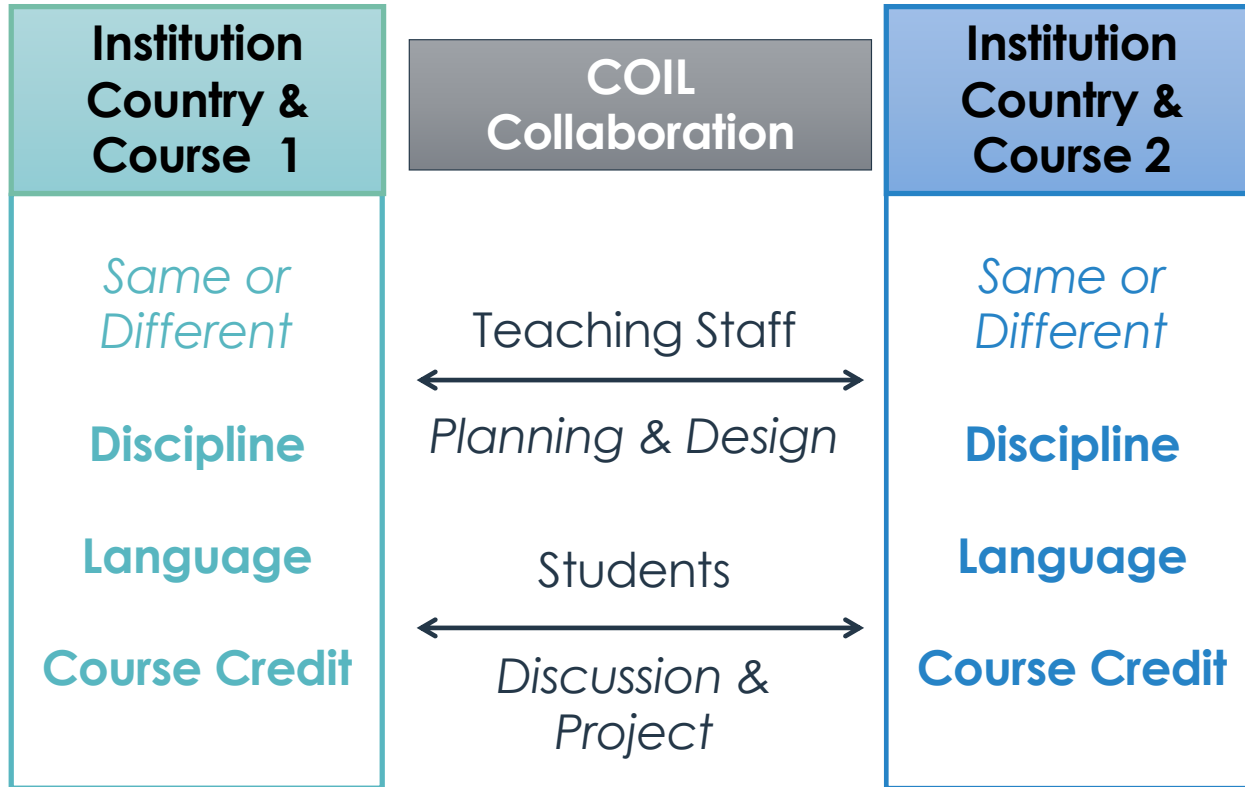 Institution
Country &
Course 1
Same or
Different
Discipline
Language
Course Credit
COIL
Collaboration
Teaching Staff
Planning & Design
Students
Discussion &
Project
Institution
Country &
Course 2
Same or
Different
Discipline
Language
Course Credit